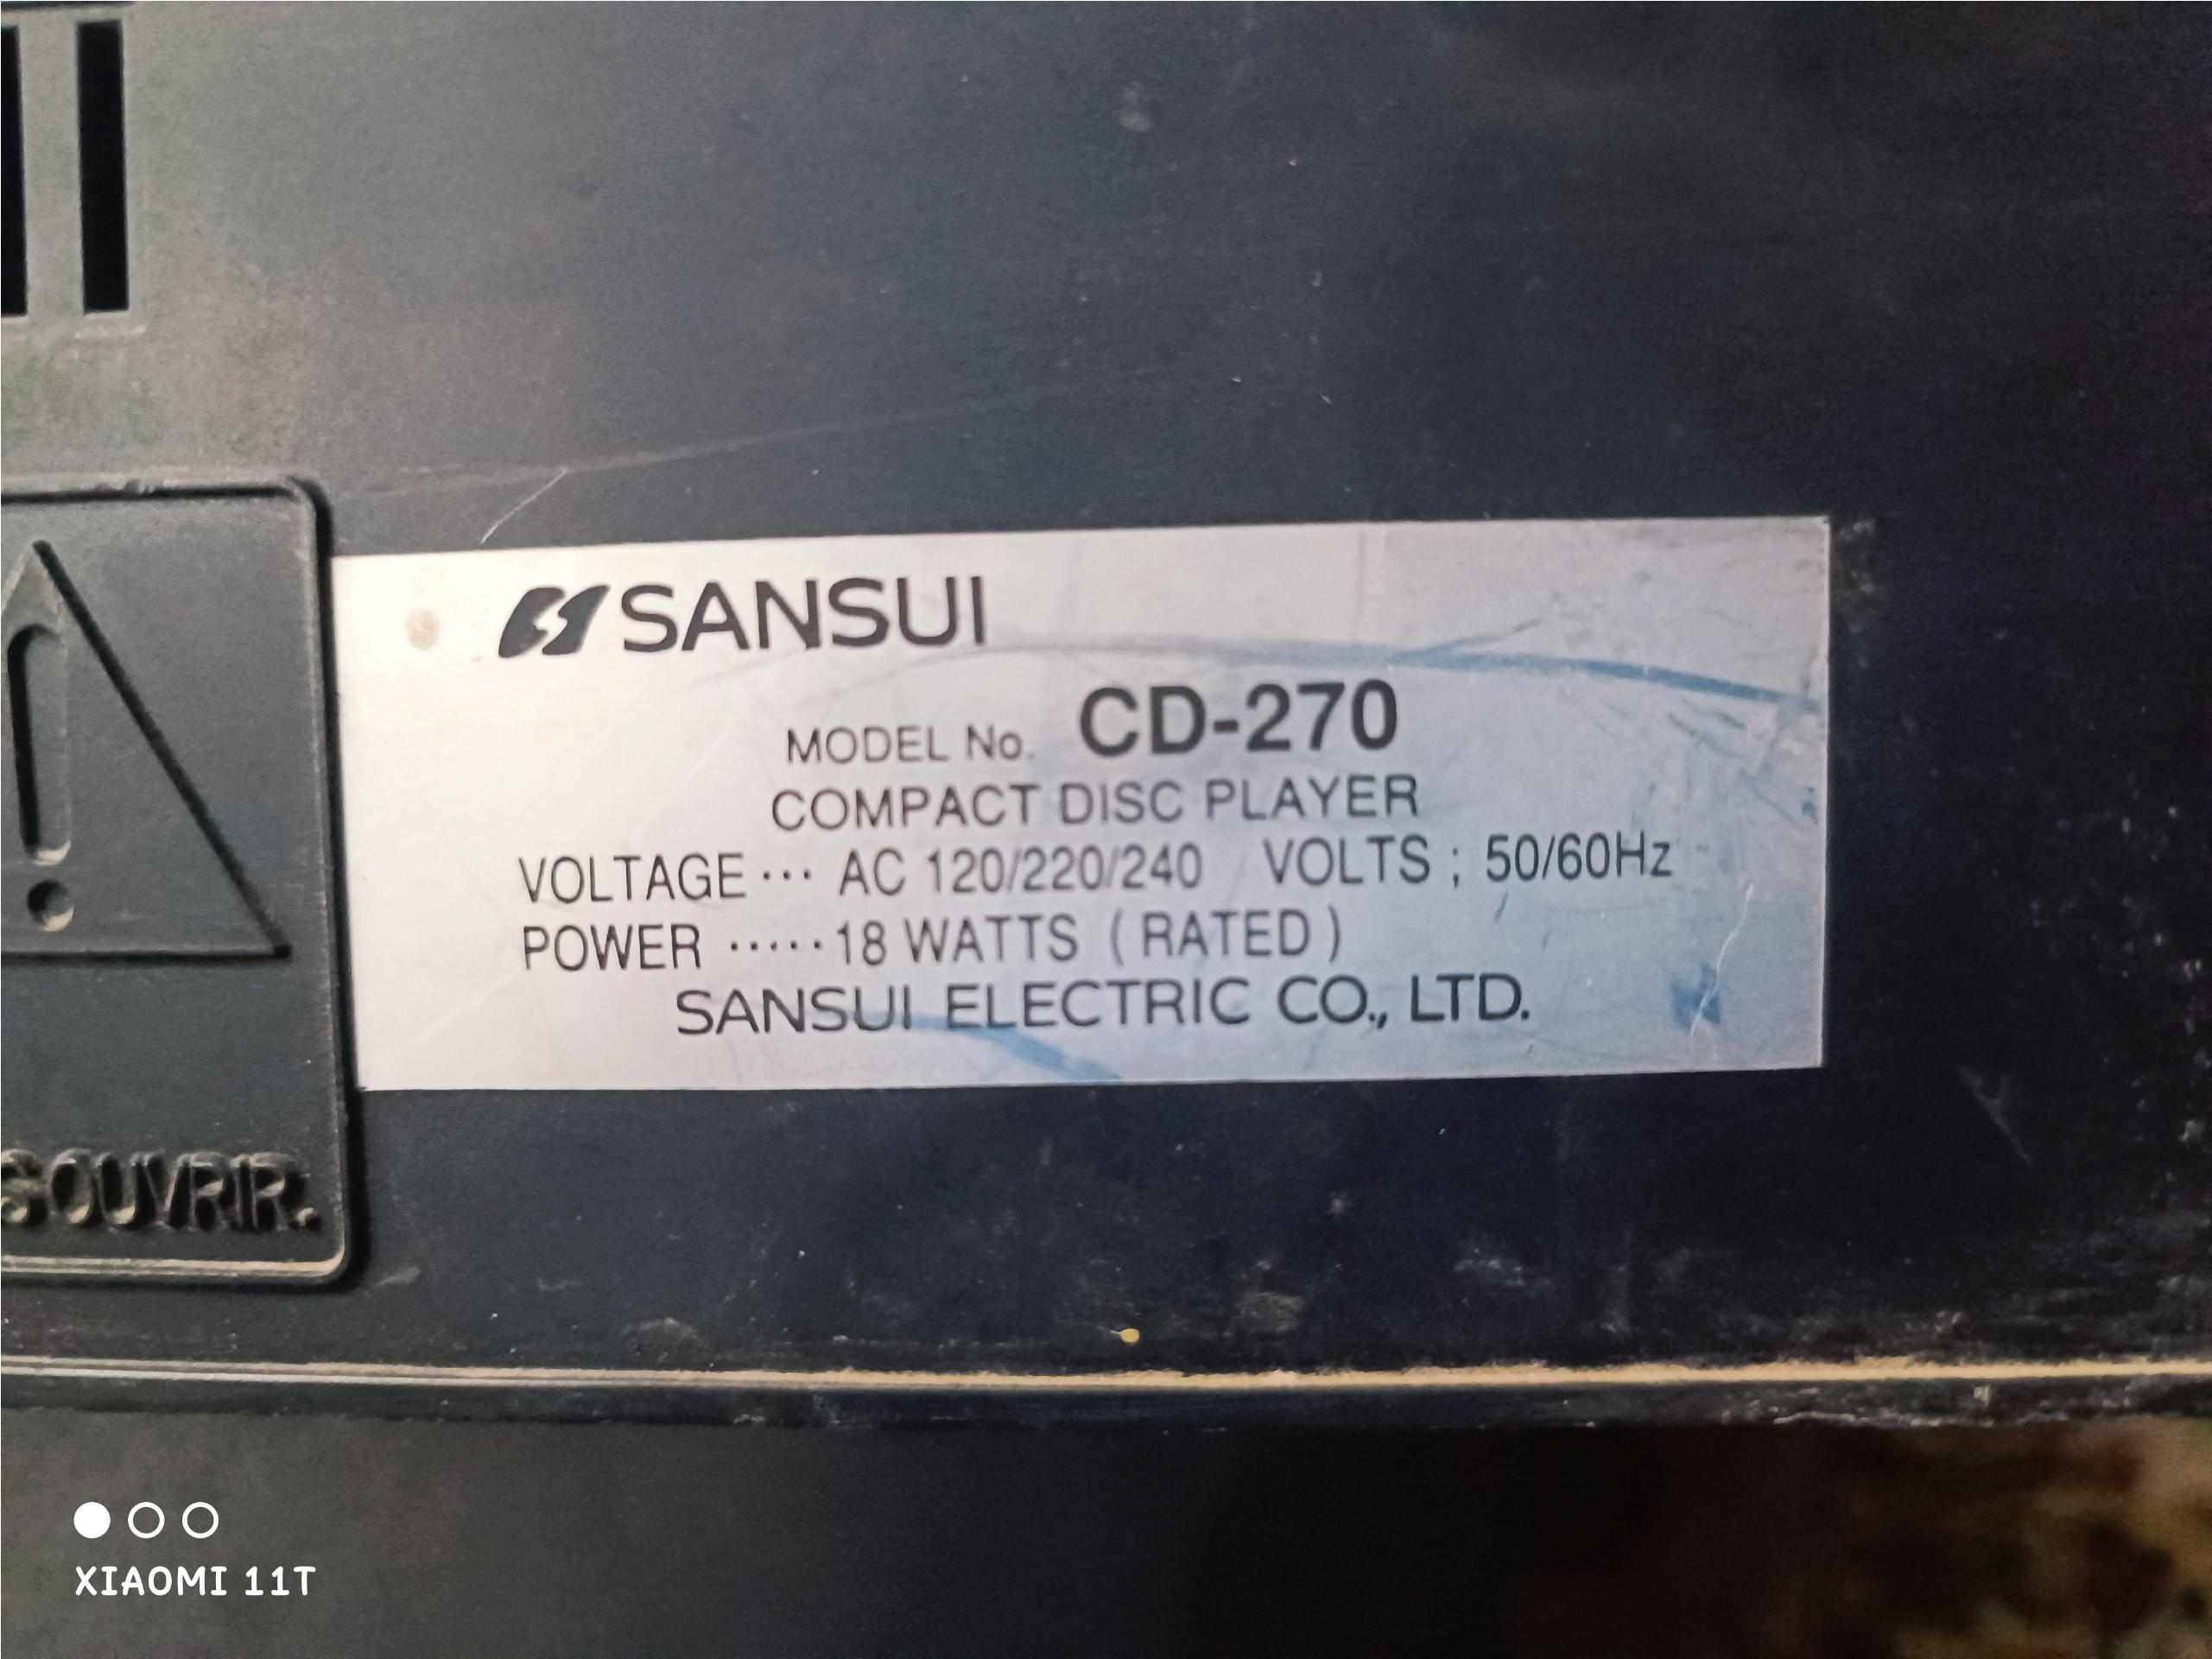 SANSUI
MODEL No. CD-270
COMPACT DISC PLAYER
VOLTAGE ··· AC 120/220/240 VOLTS ; 50/60Hz
POWER ····· 18 WATTS ( RATED )
SANSUI ELECTRIC CO., LTD.
S OUVRIR.
XIAOMI 11T